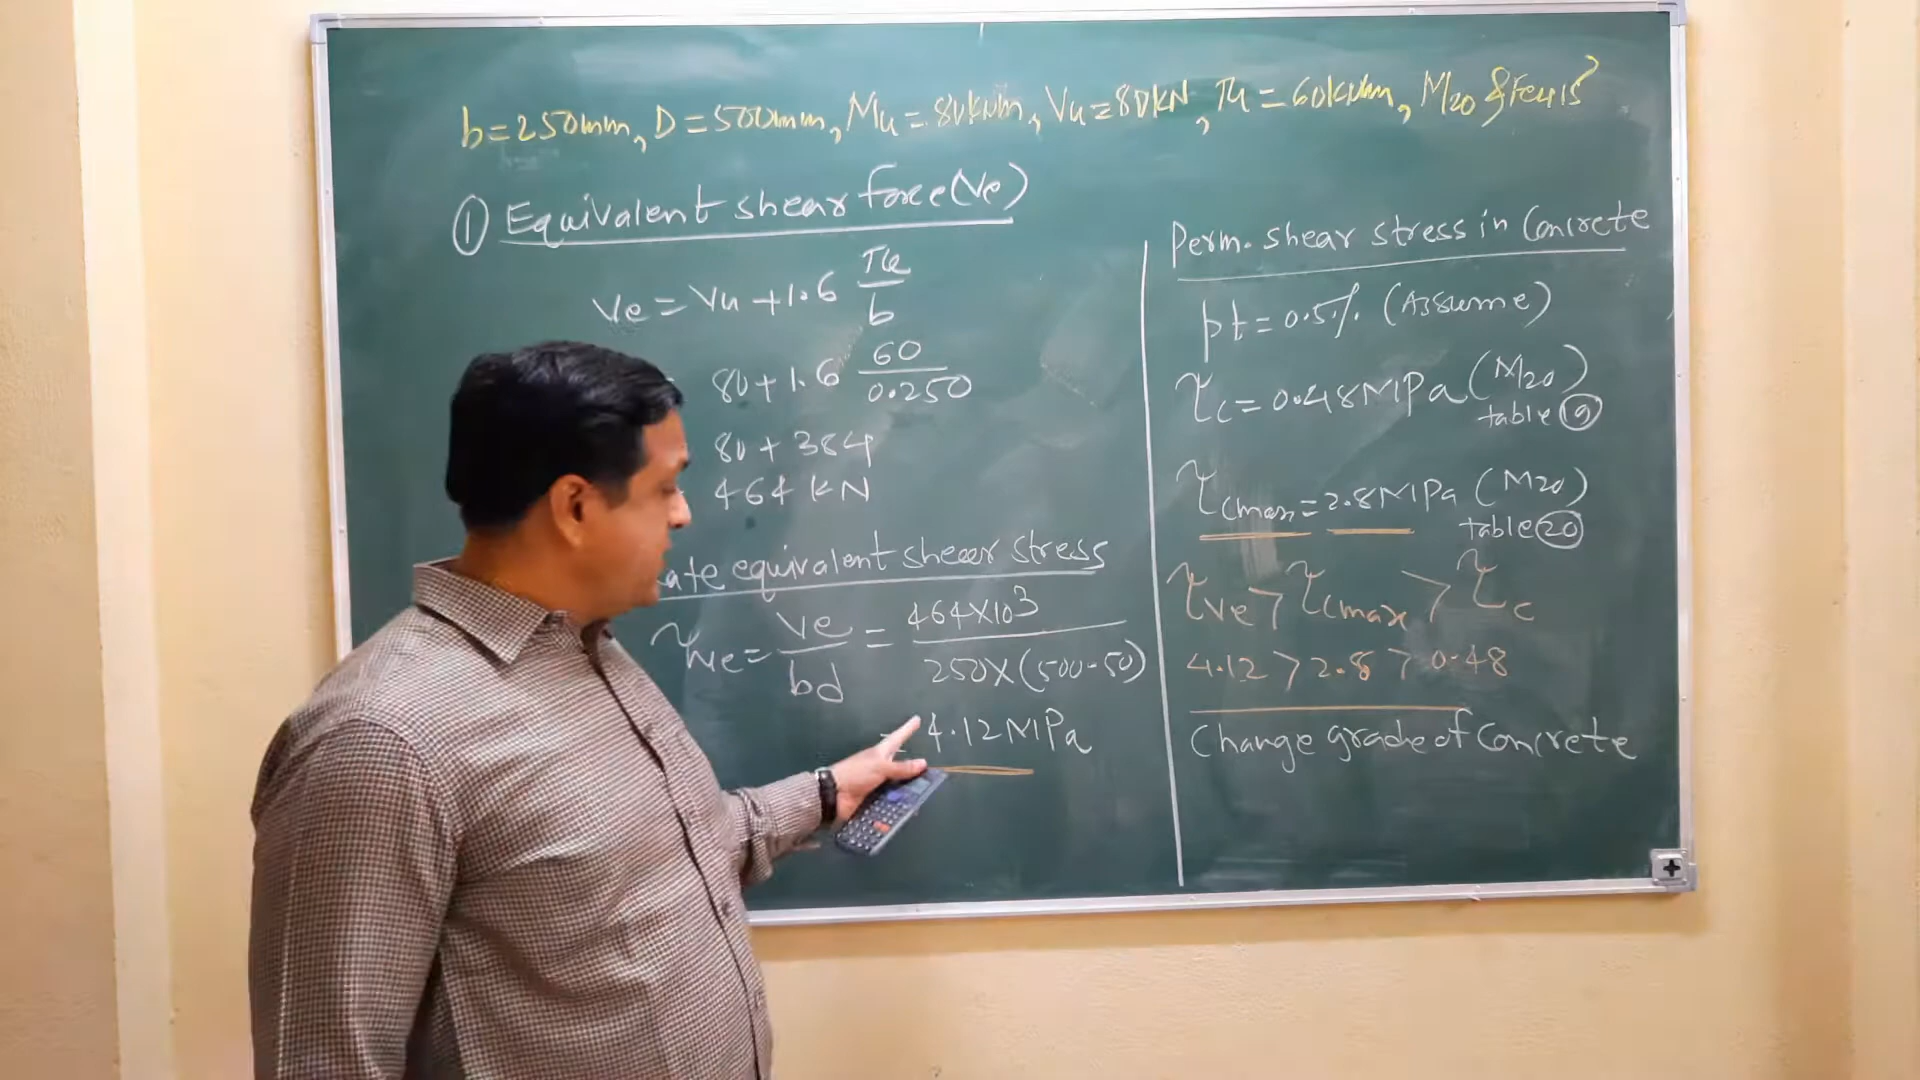 b=250mm, D=500mm, Mu=80kNm, Vu=80kN, Tu=60kNm, M20 & Fe415
① Equivalent shear force (Ve)
Ve = Vu + 1.6 Tu/b
80 + 1.6 60/0.250
80 + 384
464 kN
ate equivalent shear stress
τve = Ve/bd = 464×10³/250×(500-50)
= 4.12 MPa
Perm. shear stress in Concrete
pt = 0.5% (Assume)
τc = 0.48 MPa (M20)
table 19
τcmax = 2.8 MPa (M20)
table 20
τve > τcmax > τc
4.12 > 2.8 > 0.48
Change grade of Concrete